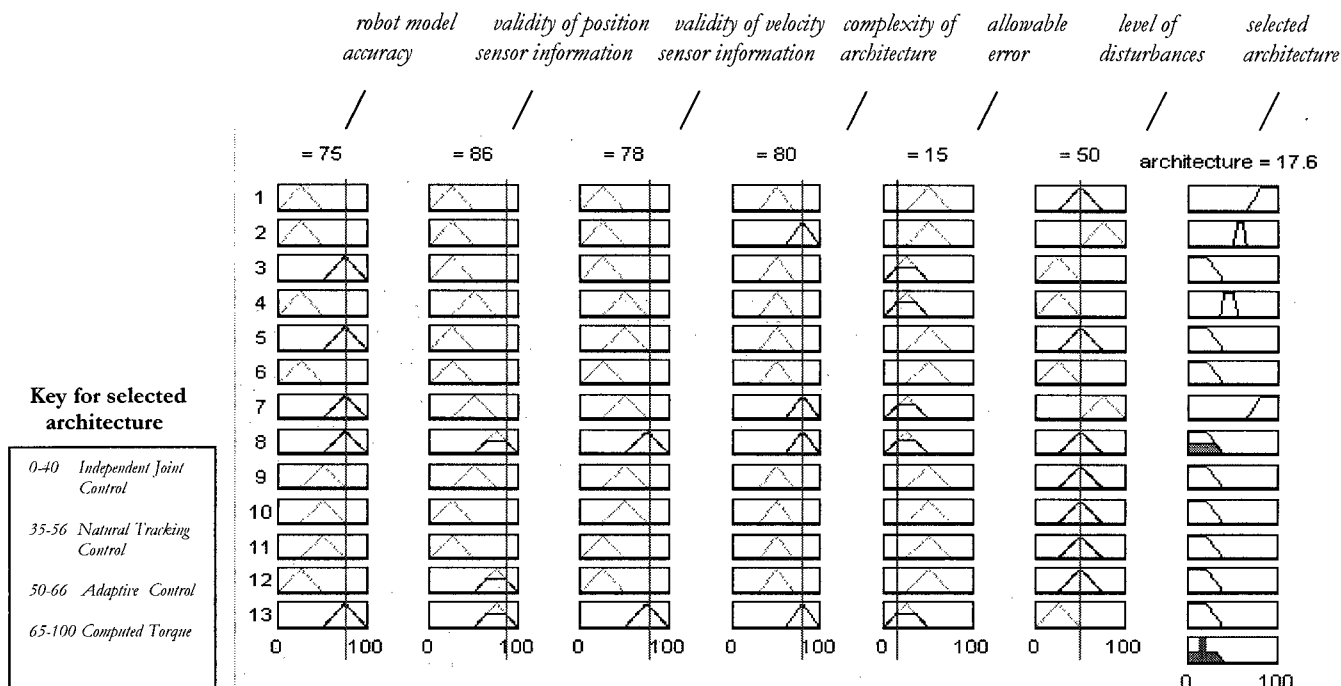 robot model validity of position validity of velocity complexity of allowable level of selected
accuracy sensor information sensor information architecture error disturbances architecture
= 75 = 86 = 78 = 80 = 15 = 50 architecture = 17.6
1
2
3
4
5
6
7
8
9
10
11
12
13
0 100 0 100 0 100 0 100 0 100 0 100
0 100
Key for selected
architecture
0-40 Independent Joint
Control
35-56 Natural Tracking
Control
50-66 Adaptive Control
65-100 Computed Torque